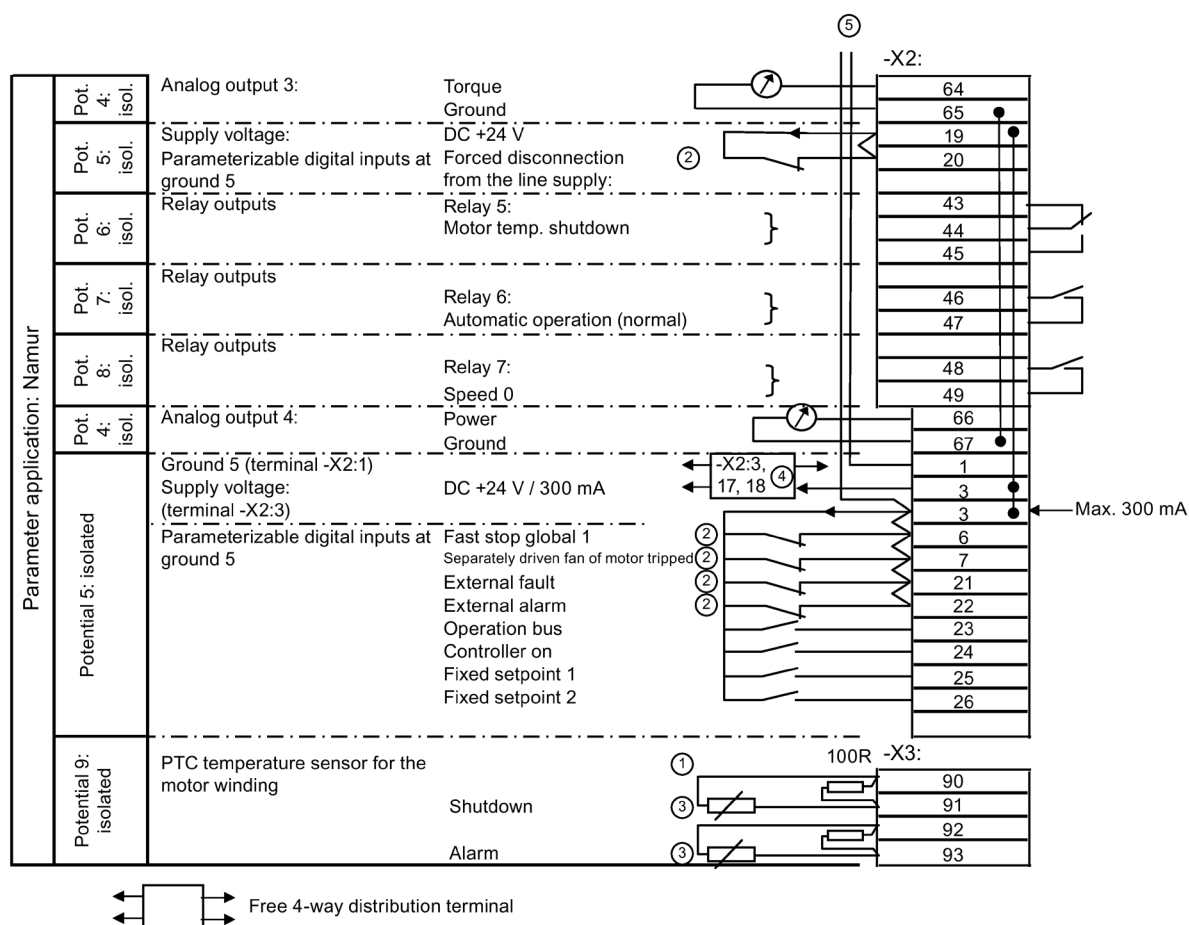 ⑤
-X2:
Parameter application: Namur
Pot. 4: isol.
Analog output 3:
Torque
64
Ground
65
Pot. 5: isol.
Supply voltage:
DC +24 V
19
Parameterizable digital inputs at ground 5
Forced disconnection from the line supply:
②
20
Pot. 6: isol.
Relay outputs
Relay 5:
Motor temp. shutdown
}
43
44
45
Pot. 7: isol.
Relay outputs
Relay 6:
Automatic operation (normal)
}
46
47
Pot. 8: isol.
Relay outputs
Relay 7:
Speed 0
}
48
49
Pot. 4: isol.
Analog output 4:
Power
66
Ground
67
Potential 5: isolated
Ground 5 (terminal -X2:1)
1
Supply voltage:
(terminal -X2:3)
DC +24 V / 300 mA
-X2:3,
17, 18
④
3
3
Max. 300 mA
Parameterizable digital inputs at
ground 5
Fast stop global 1
②
6
Separately driven fan of motor tripped
②
7
External fault
②
21
External alarm
②
22
Operation bus
23
Controller on
24
Fixed setpoint 1
25
Fixed setpoint 2
26
Potential 9:
isolated
PTC temperature sensor for the
motor winding
①
100R
-X3:
90
Shutdown
③
91
92
Alarm
③
93
Free 4-way distribution terminal